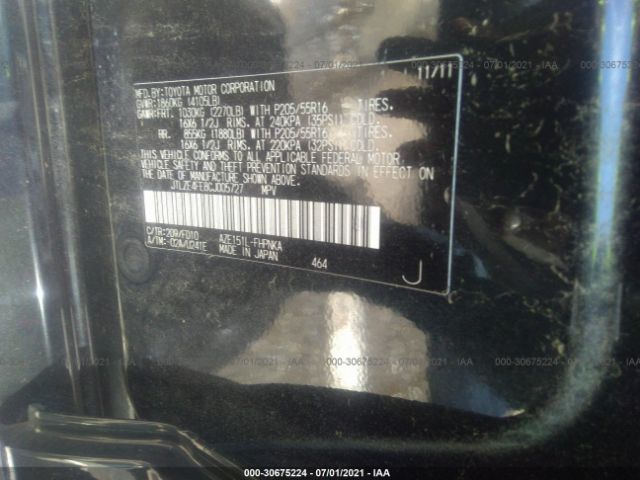 MFD.BY:TOYOTA MOTOR CORPORATION 11/11
GVWR:1860KG (4105LB)
GAWR:FRT. 1030KG (2270LB) WITH P205/55R16 TIRES.
16X6 1/2J RIMS. AT 240KPA (35PSI) COLD.
RR. 855KG (1880LB) WITH P205/55R16 TIRES.
16X6 1/2J RIMS. AT 220KPA (32PSI) COLD.
THIS VEHICLE CONFORMS TO ALL APPLICABLE FEDERAL MOTOR
VEHICLE SAFETY AND THEFT PREVENTION STANDARDS IN EFFECT
ON THE DATE OF MANUFACTURE SHOWN ABOVE.
JTLZE4FEBCJ005727 MPV
C/TR:209/FD10 AZE151L-FHPNKA
A/TM:-02A/U241E MADE IN JAPAN
464 J
000-30675224 - 07/01/2021 - IAA